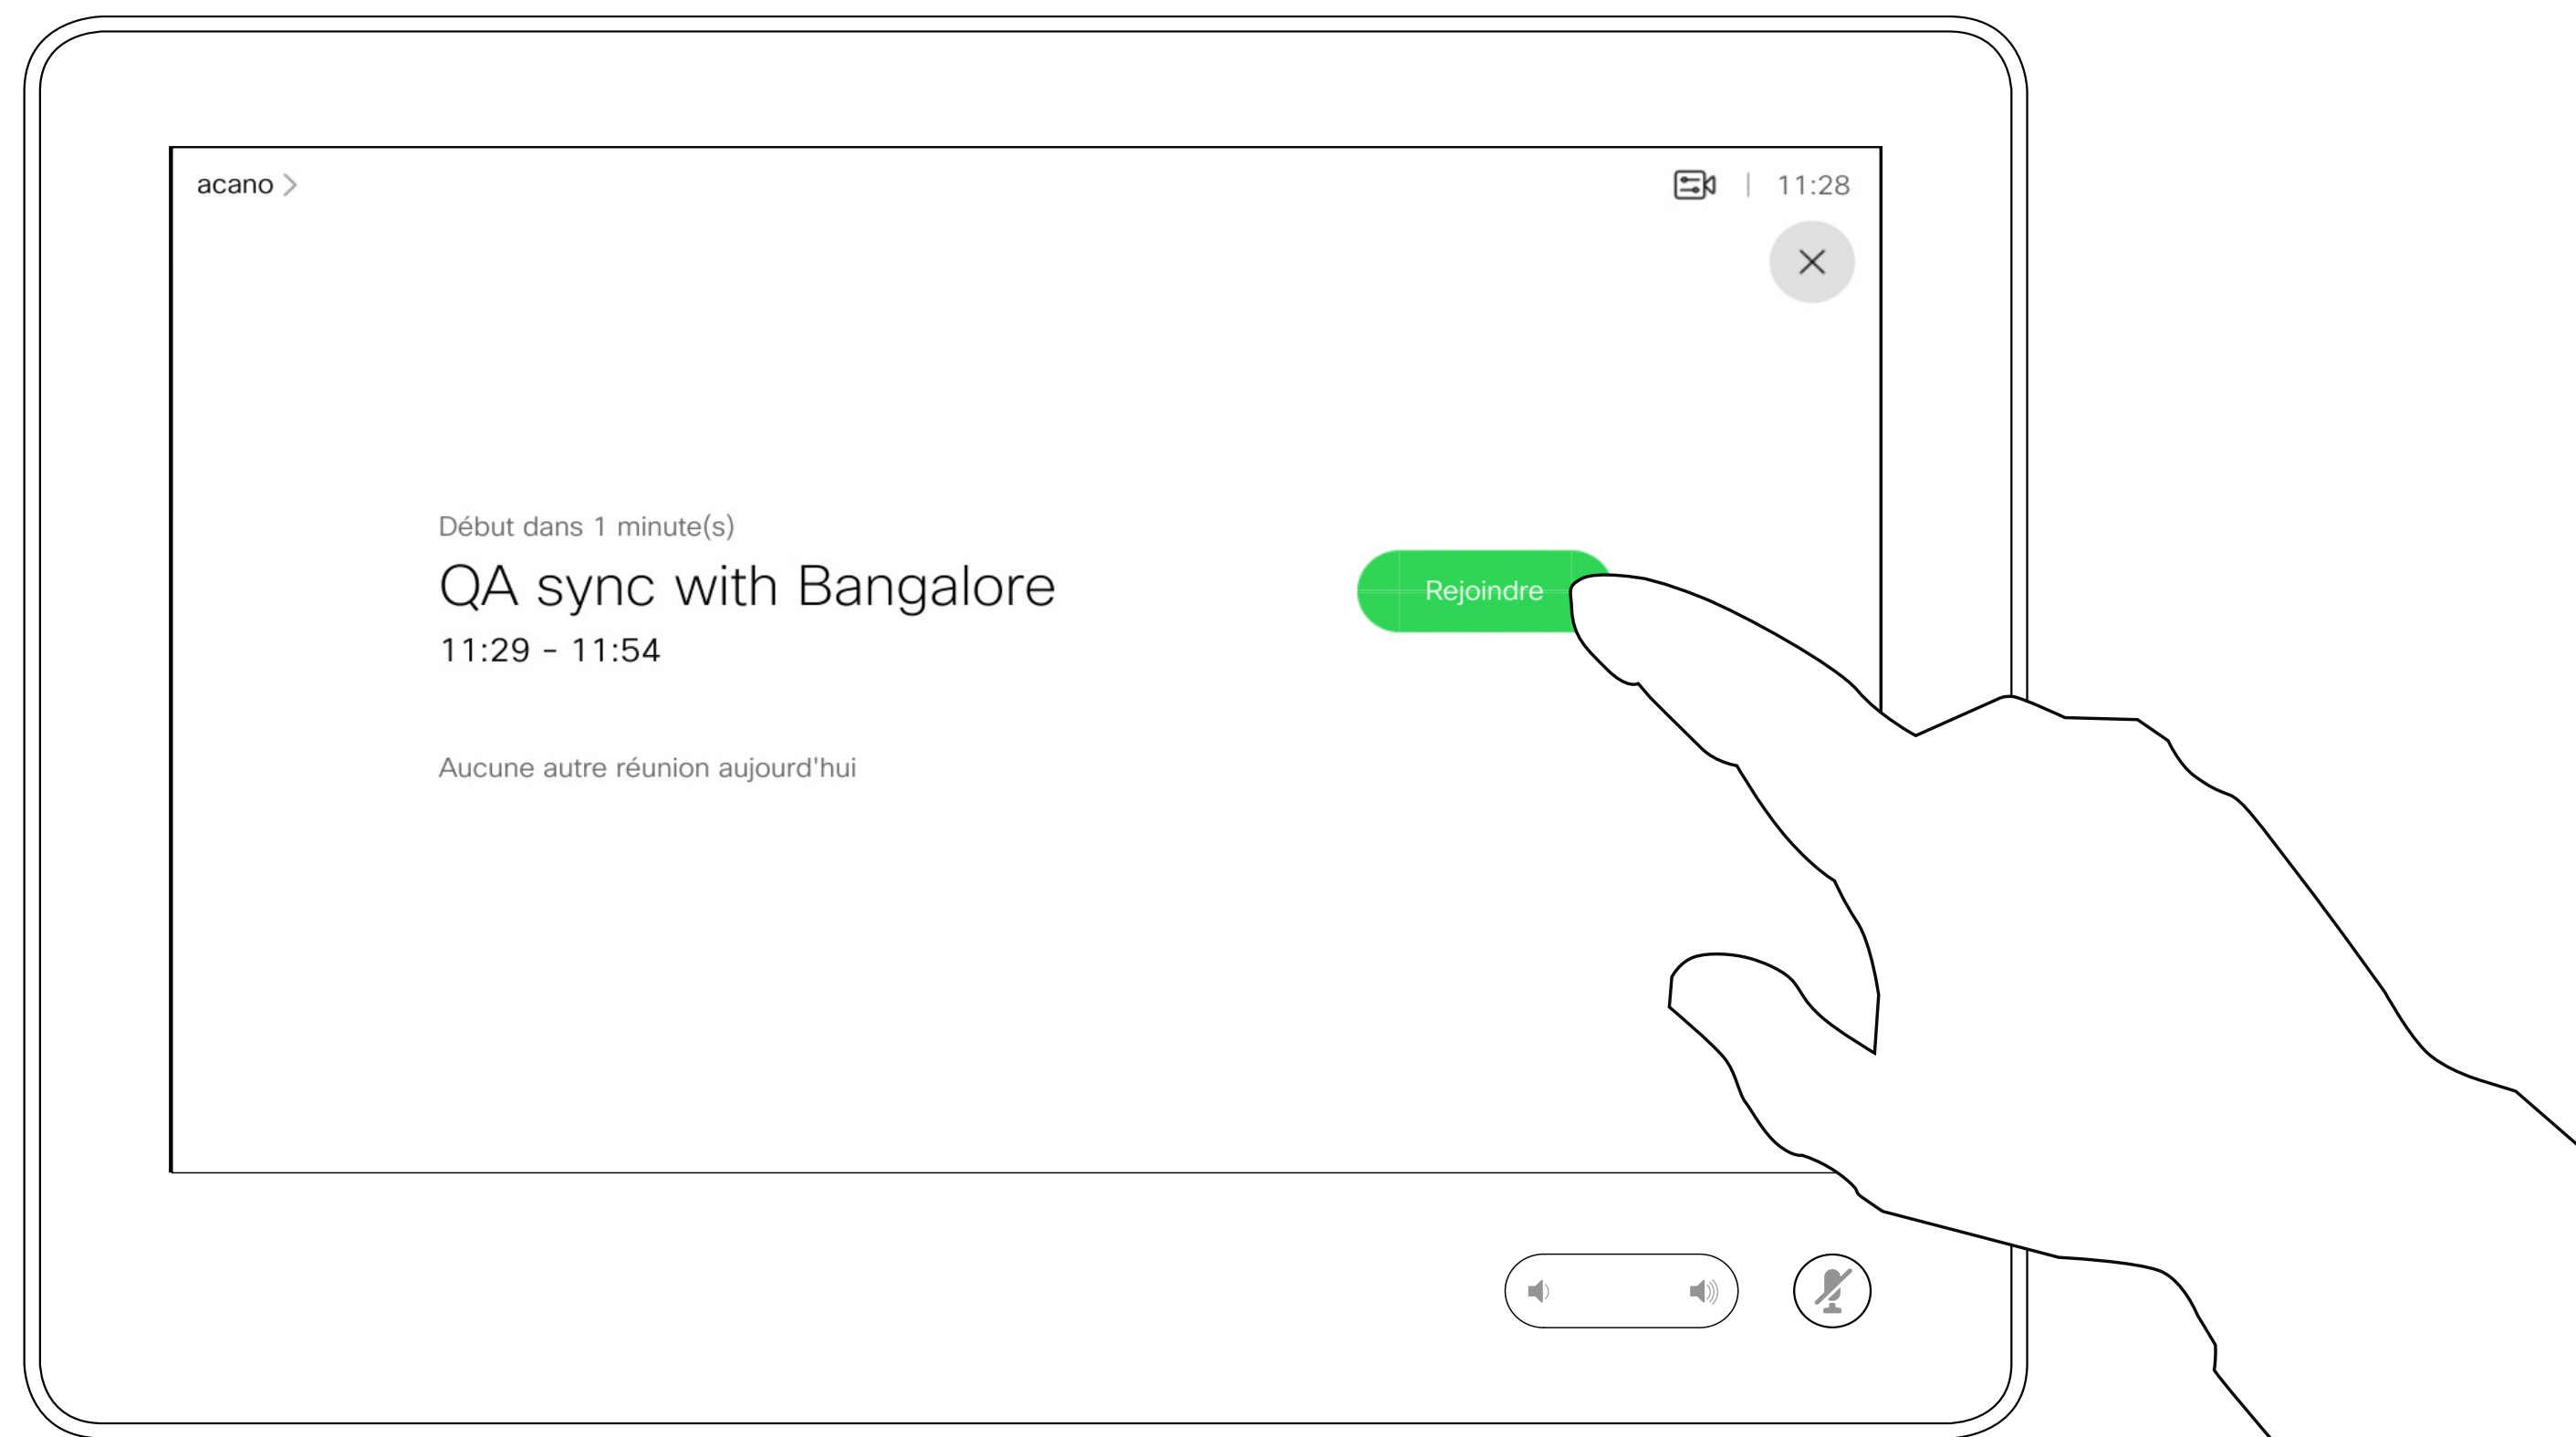 acano
11:28
Début dans 1 minute(s)
QA sync with Bangalore
11:29 - 11:54
Rejoindre
Aucune autre réunion aujourd'hui